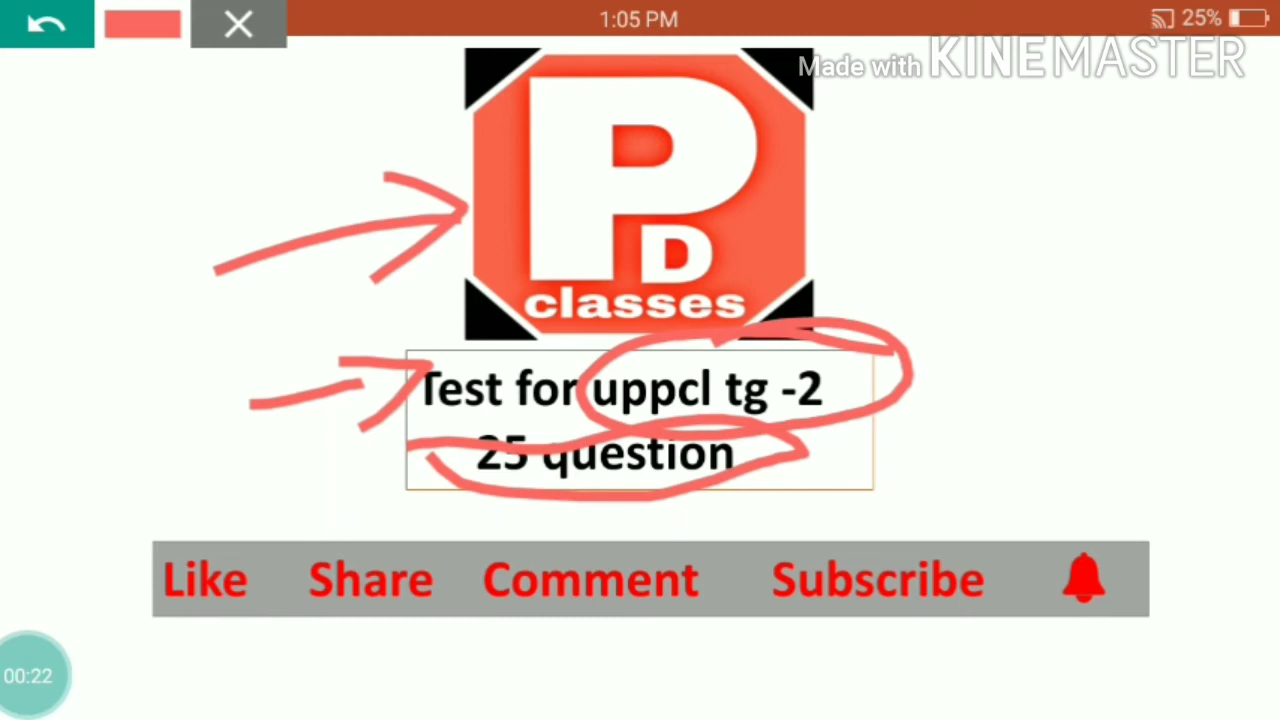 1:05 PM
25%
Made with KINEMASTER
PD
classes
Test for uppcl tg -2
25 question
Like Share Comment Subscribe
00:22